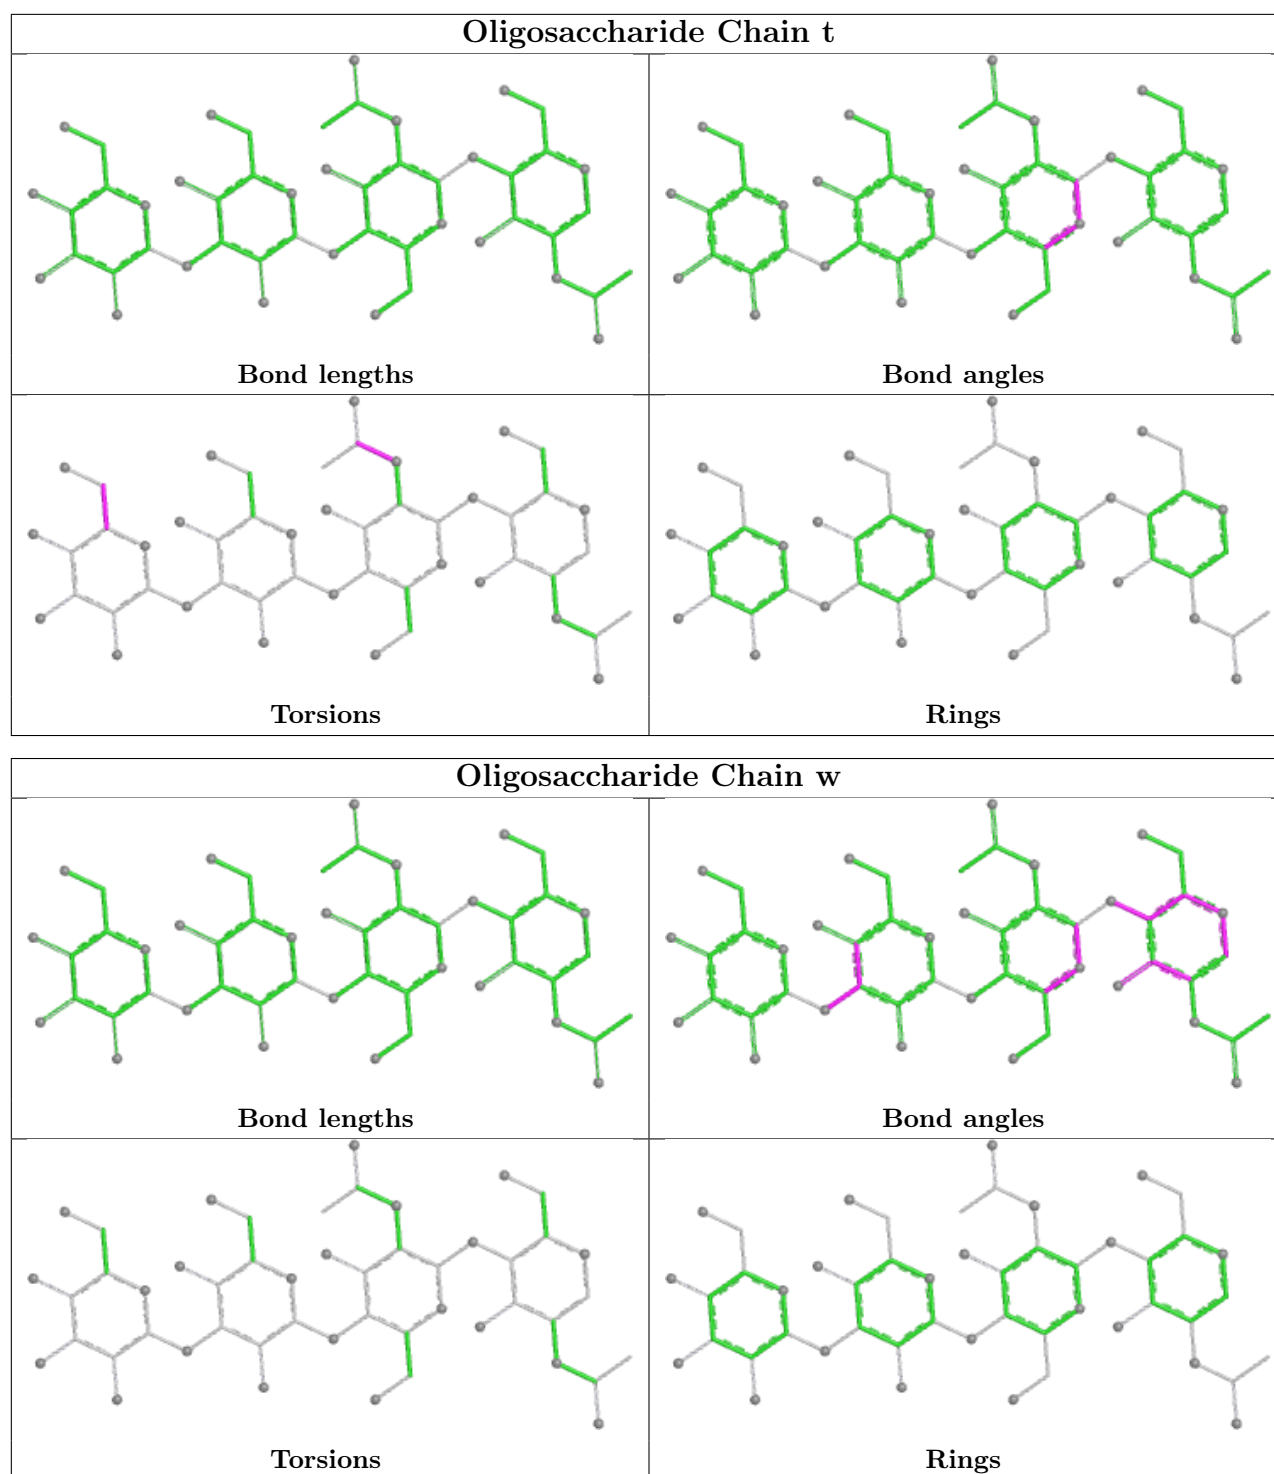 Oligosaccharide Chain t
Bond lengths
Bond angles
Torsions
Rings
Oligosaccharide Chain w
Bond lengths
Bond angles
Torsions
Rings